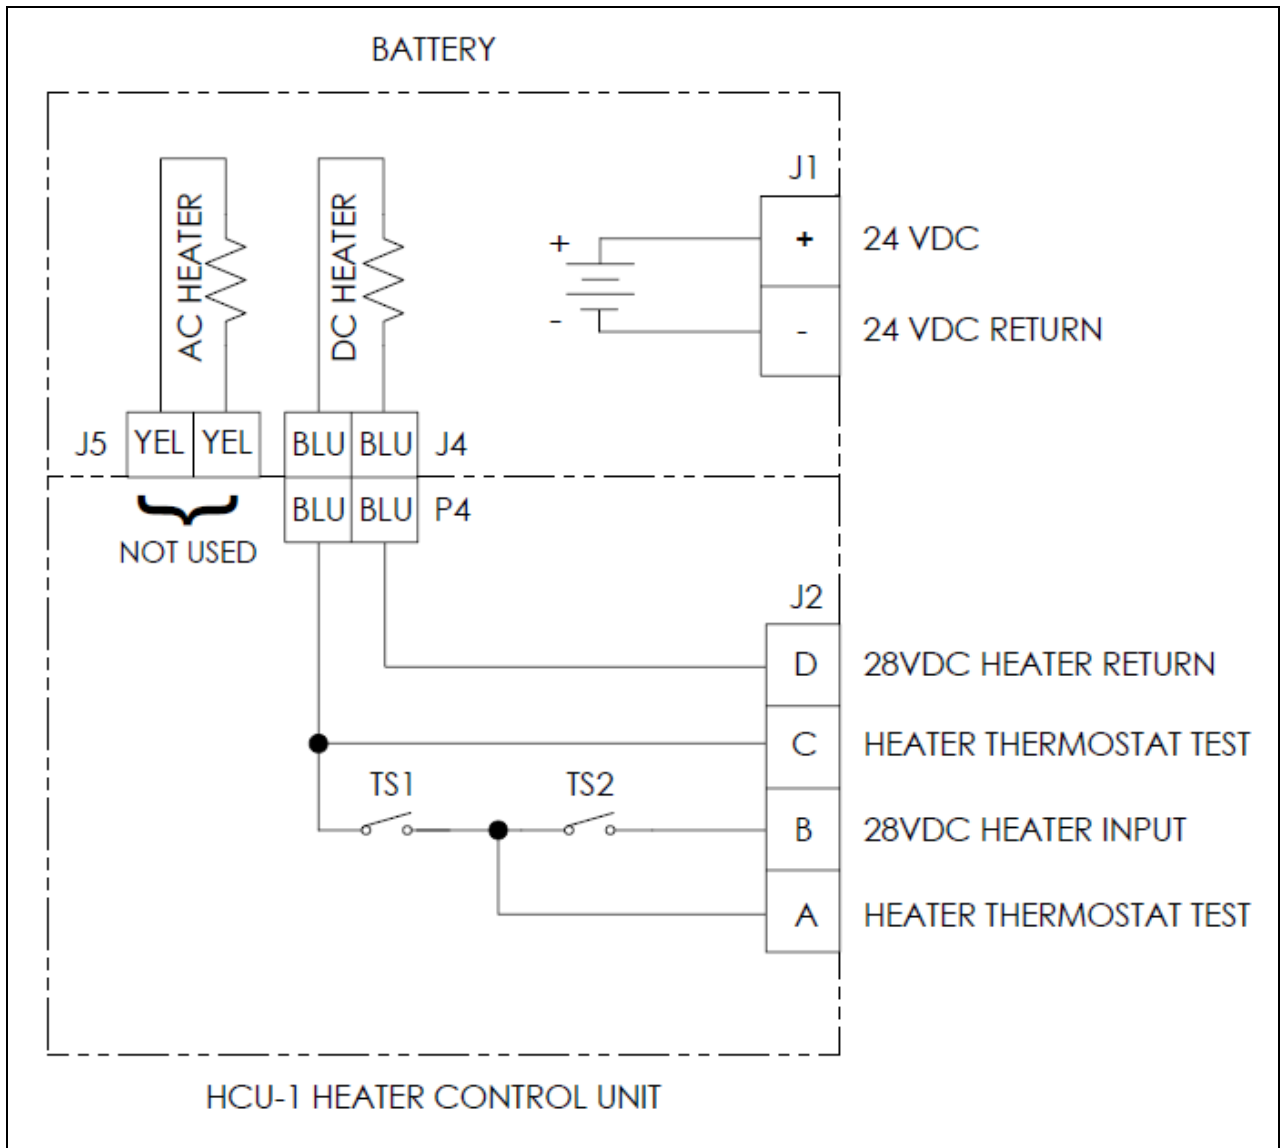 BATTERY
J1
AC HEATER
DC HEATER
+
+
24 VDC
-
-
24 VDC RETURN
J5
YEL
YEL
BLU
BLU
J4
BLU
BLU
P4
NOT USED
J2
D
28VDC HEATER RETURN
C
HEATER THERMOSTAT TEST
TS1
TS2
B
28VDC HEATER INPUT
A
HEATER THERMOSTAT TEST
HCU-1 HEATER CONTROL UNIT